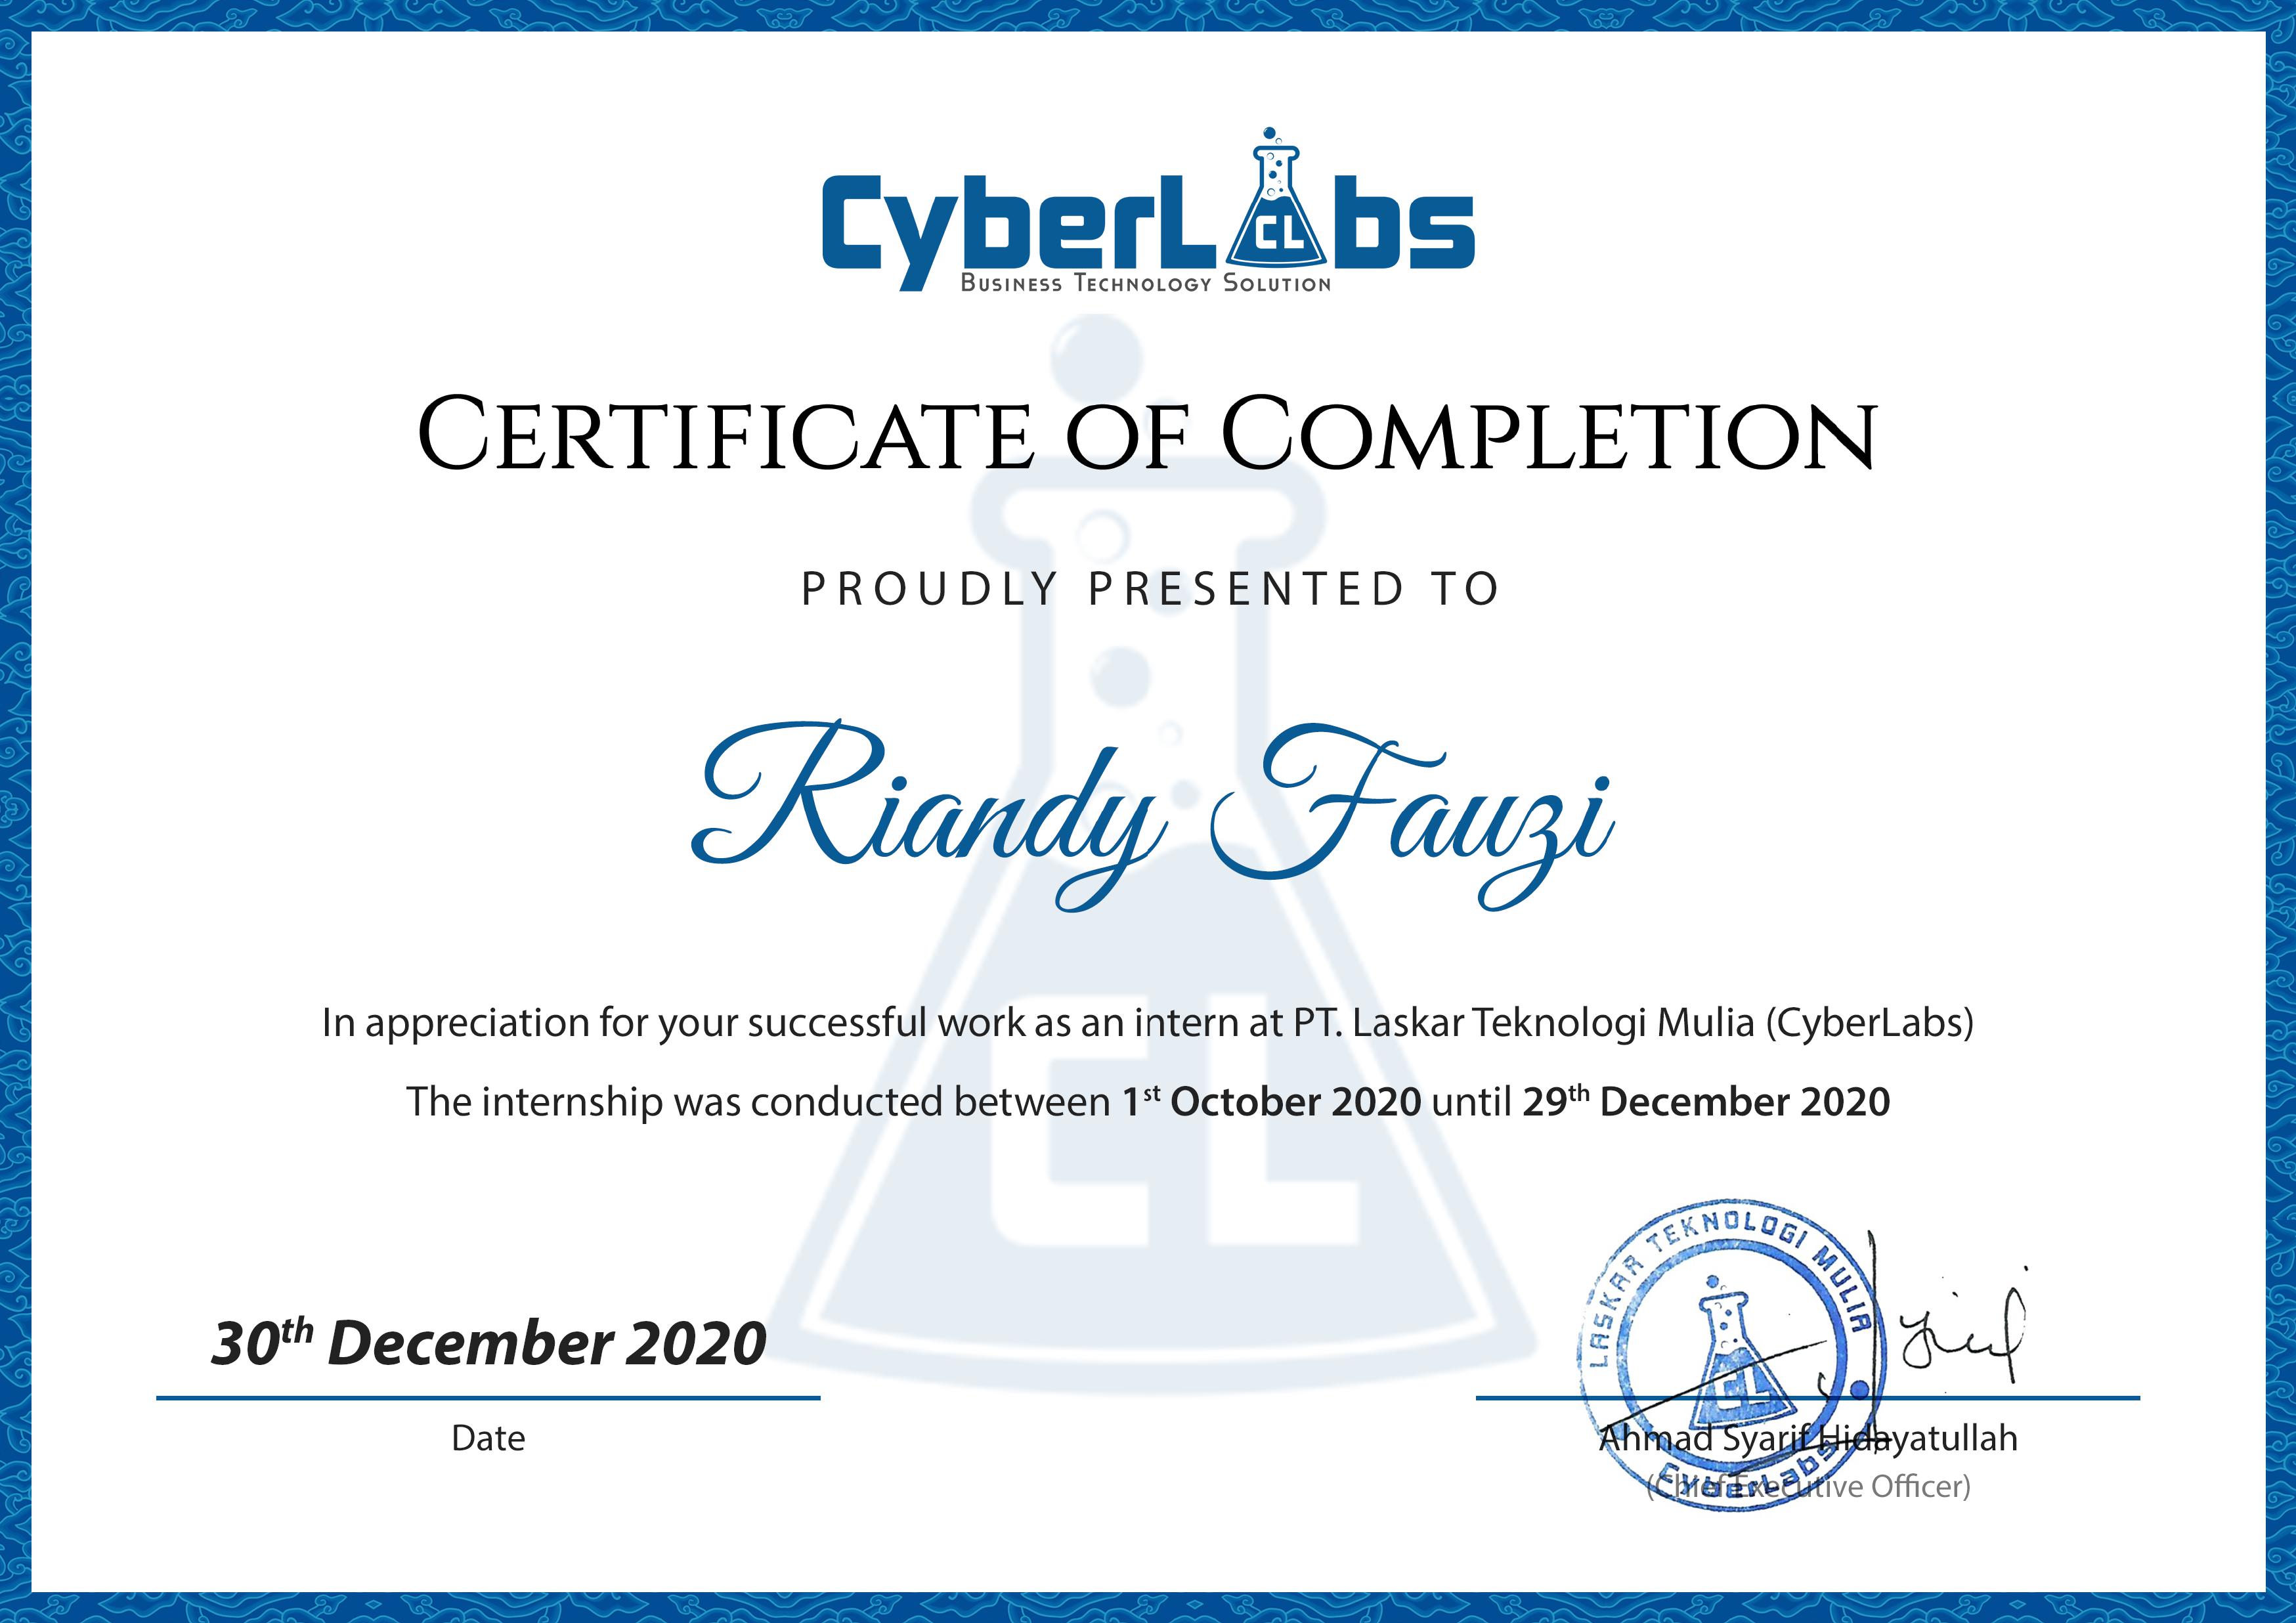 CyberLabs
Business Technology Solution
Certificate of Completion
PROUDLY PRESENTED TO
Riandy Fauzi
In appreciation for your successful work as an intern at PT. Laskar Teknologi Mulia (CyberLabs)
The internship was conducted between 1st October 2020 until 29th December 2020
CL
30th December 2020
Date
LASKAR TEKNOLOGI MULIA
CL
CyberLabs
Ahmad Syarif Hidayatullah
(Chief Executive Officer)